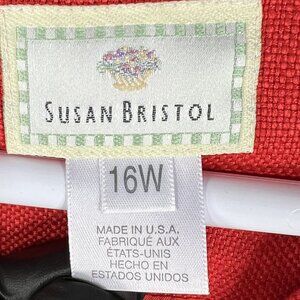 SUSAN BRISTOL
16W
MADE IN U.S.A.
FABRIQUÉ AUX
ÉTATS-UNIS
HECHO EN
ESTADOS UNIDOS